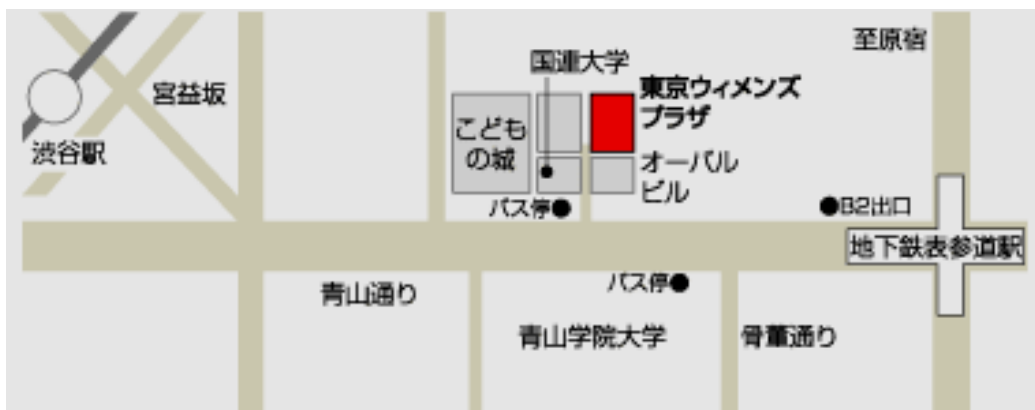 至原宿
国連大学
東京ウィメンズ
プラザ
宮益坂
こども
の城
渋谷駅
オーバル
ビル
バス停
B2出口
地下鉄表参道駅
バス停
青山通り
青山学院大学
骨董通り